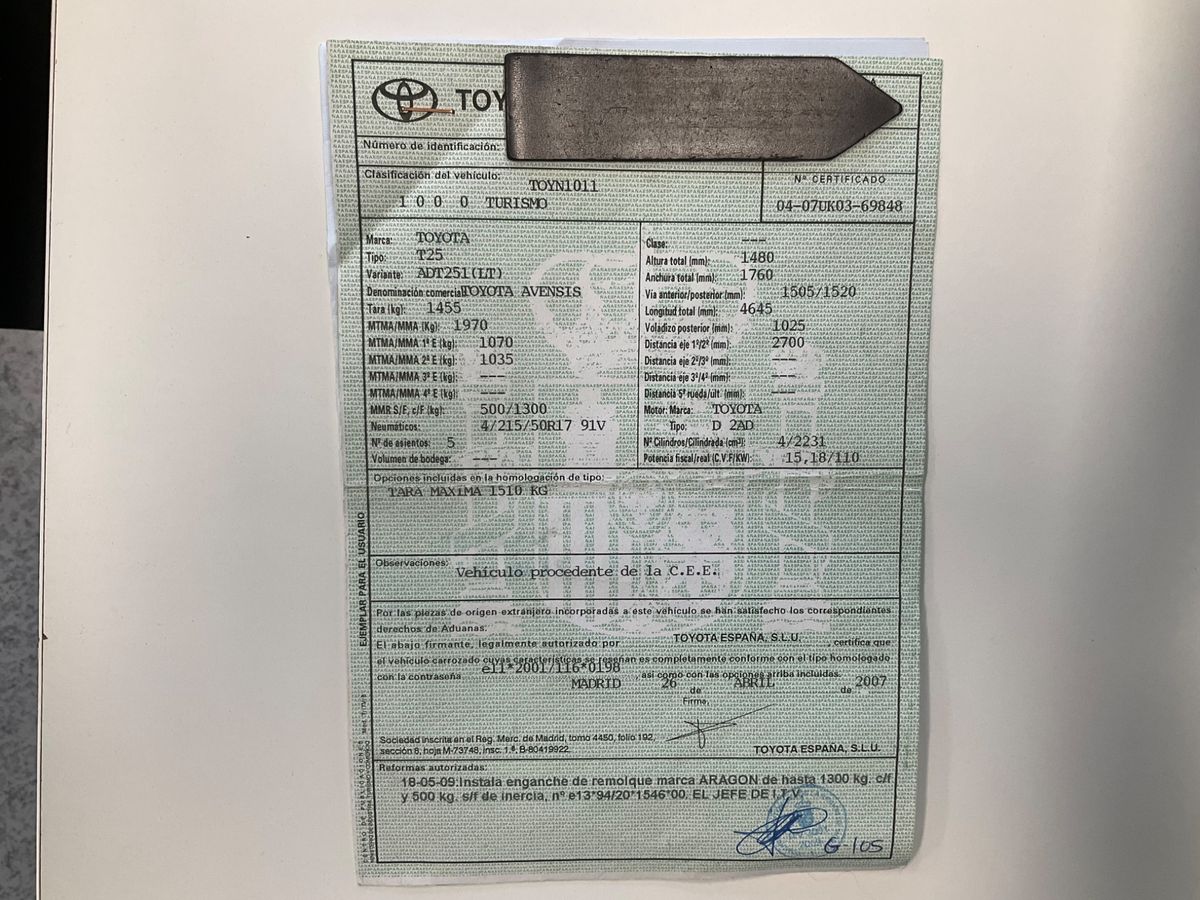 TOY
Número de identificación:
Clasificación del vehículo:
TOYN1011
1 0 0 0 TURISMO
Nº CERTIFICADO
04-07UK03-69848
Marca: TOYOTA
Tipo: T25
Variante: ADT251(LT)
Denominación comercial TOYOTA AVENSIS
Tara (kg): 1455
MTMA/MMA (Kg): 1970
MTMA/MMA 1º E (kg): 1070
MTMA/MMA 2º E (kg): 1035
MTMA/MMA 3º E (kg): ---
MTMA/MMA 4º E (kg): ---
MMR S/F, c/F (kg): 500/1300
Neumáticos: 4/215/50R17 91V
Nº de asientos: 5
Volumen de bodega: ---
Clase: ---
Altura total (mm): 1480
Anchura total (mm): 1760
Vía anterior/posterior (mm): 1505/1520
Longitud total (mm): 4645
Voladizo posterior (mm): 1025
Distancia eje 1º/2º (mm): 2700
Distancia eje 2º/3º (mm): ---
Distancia eje 3º/4º (mm): ---
Distancia 5ª rueda/ult. (mm): ---
Motor: Marca: TOYOTA
Tipo: D 2AD
Nº Cilindros/Cilindrada (cm³): 4/2231
Potencia fiscal/real (C.V.F/KW): 15,18/110
Opciones incluidas en la homologación de tipo:
TARA MAXIMA 1510 KG
Observaciones:
Vehiculo procedente de la C.E.E.
Por las piezas de origen extranjero incorporadas a este vehículo se han satisfecho los correspondientes
derechos de Aduanas.
El abajo firmante, legalmente autorizado por TOYOTA ESPAÑA, S.L.U. certifica que
el vehículo carrozado cuyas características se reseñan es completamente conforme con el tipo homologado
con la contraseña e11*2001/116*0198 así como con las opciones arriba incluidas.
MADRID 26 de ABRIL de 2007
Firma,
Sociedad inscrita en el Reg. Merc. de Madrid, tomo 4450, folio 192,
sección 8, hoja M-73748, insc. 1.ª, B-80419922
TOYOTA ESPAÑA, S.L.U.
Reformas autorizadas:
18-05-09:Instala enganche de remolque marca ARAGON de hasta 1300 kg. c/f
y 500 kg. s/f de inercia, nº e13*94/20*1546*00. EL JEFE DE I.T.V.
G-105
EJEMPLAR PARA EL USUARIO